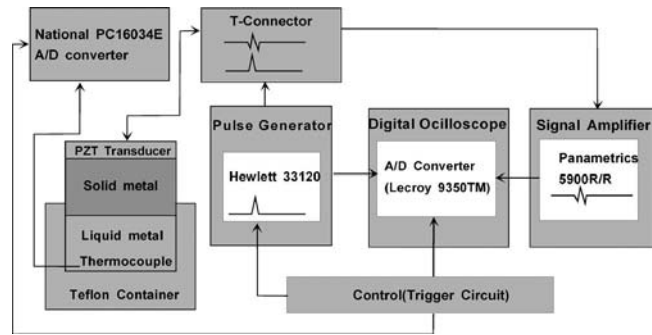 National PC16034E
A/D converter
T-Connector
Pulse Generator
Hewlett 33120
Digital Ocilloscope
A/D Converter
(Lecroy 9350TM)
Signal Amplifier
Panametrics
5900R/R
PZT Transducer
Solid metal
Liquid metal
Thermocouple
Teflon Container
Control(Trigger Circuit)